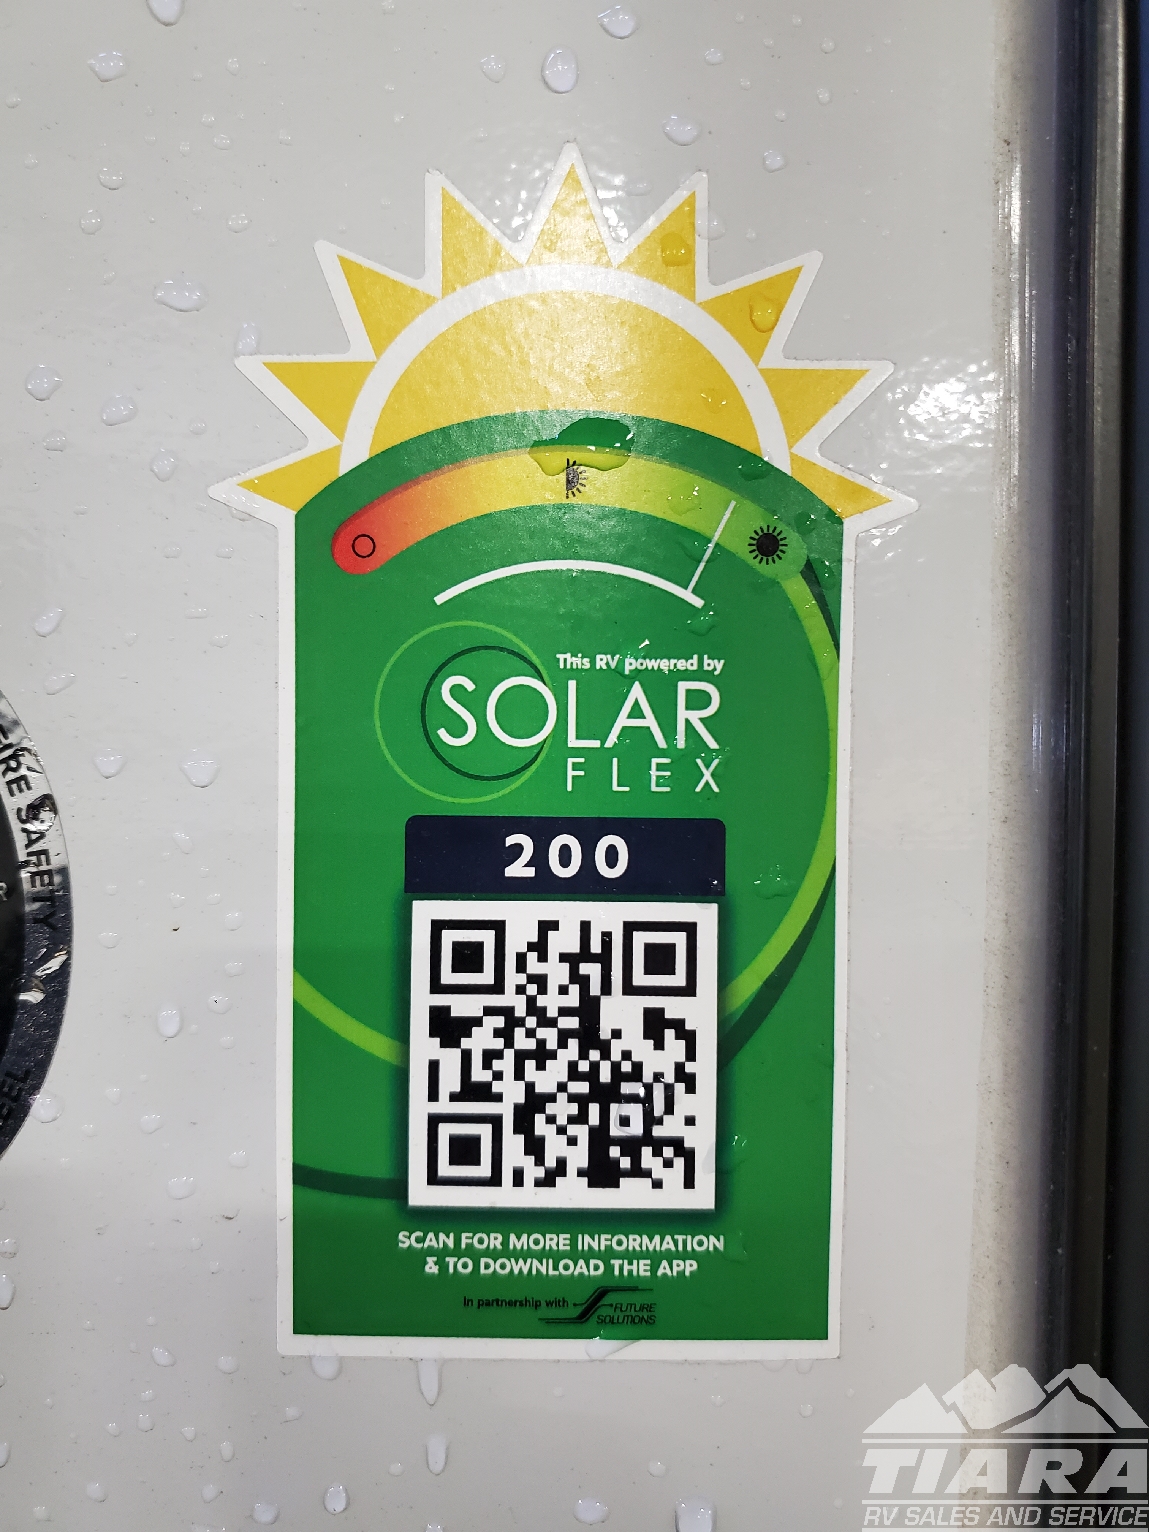 This RV powered by
SOLAR
FLEX
200
SCAN FOR MORE INFORMATION
& TO DOWNLOAD THE APP
In partnership with
FUTURE
SOLUTIONS
SAFETY
TIARA
RV SALES AND SERVICE